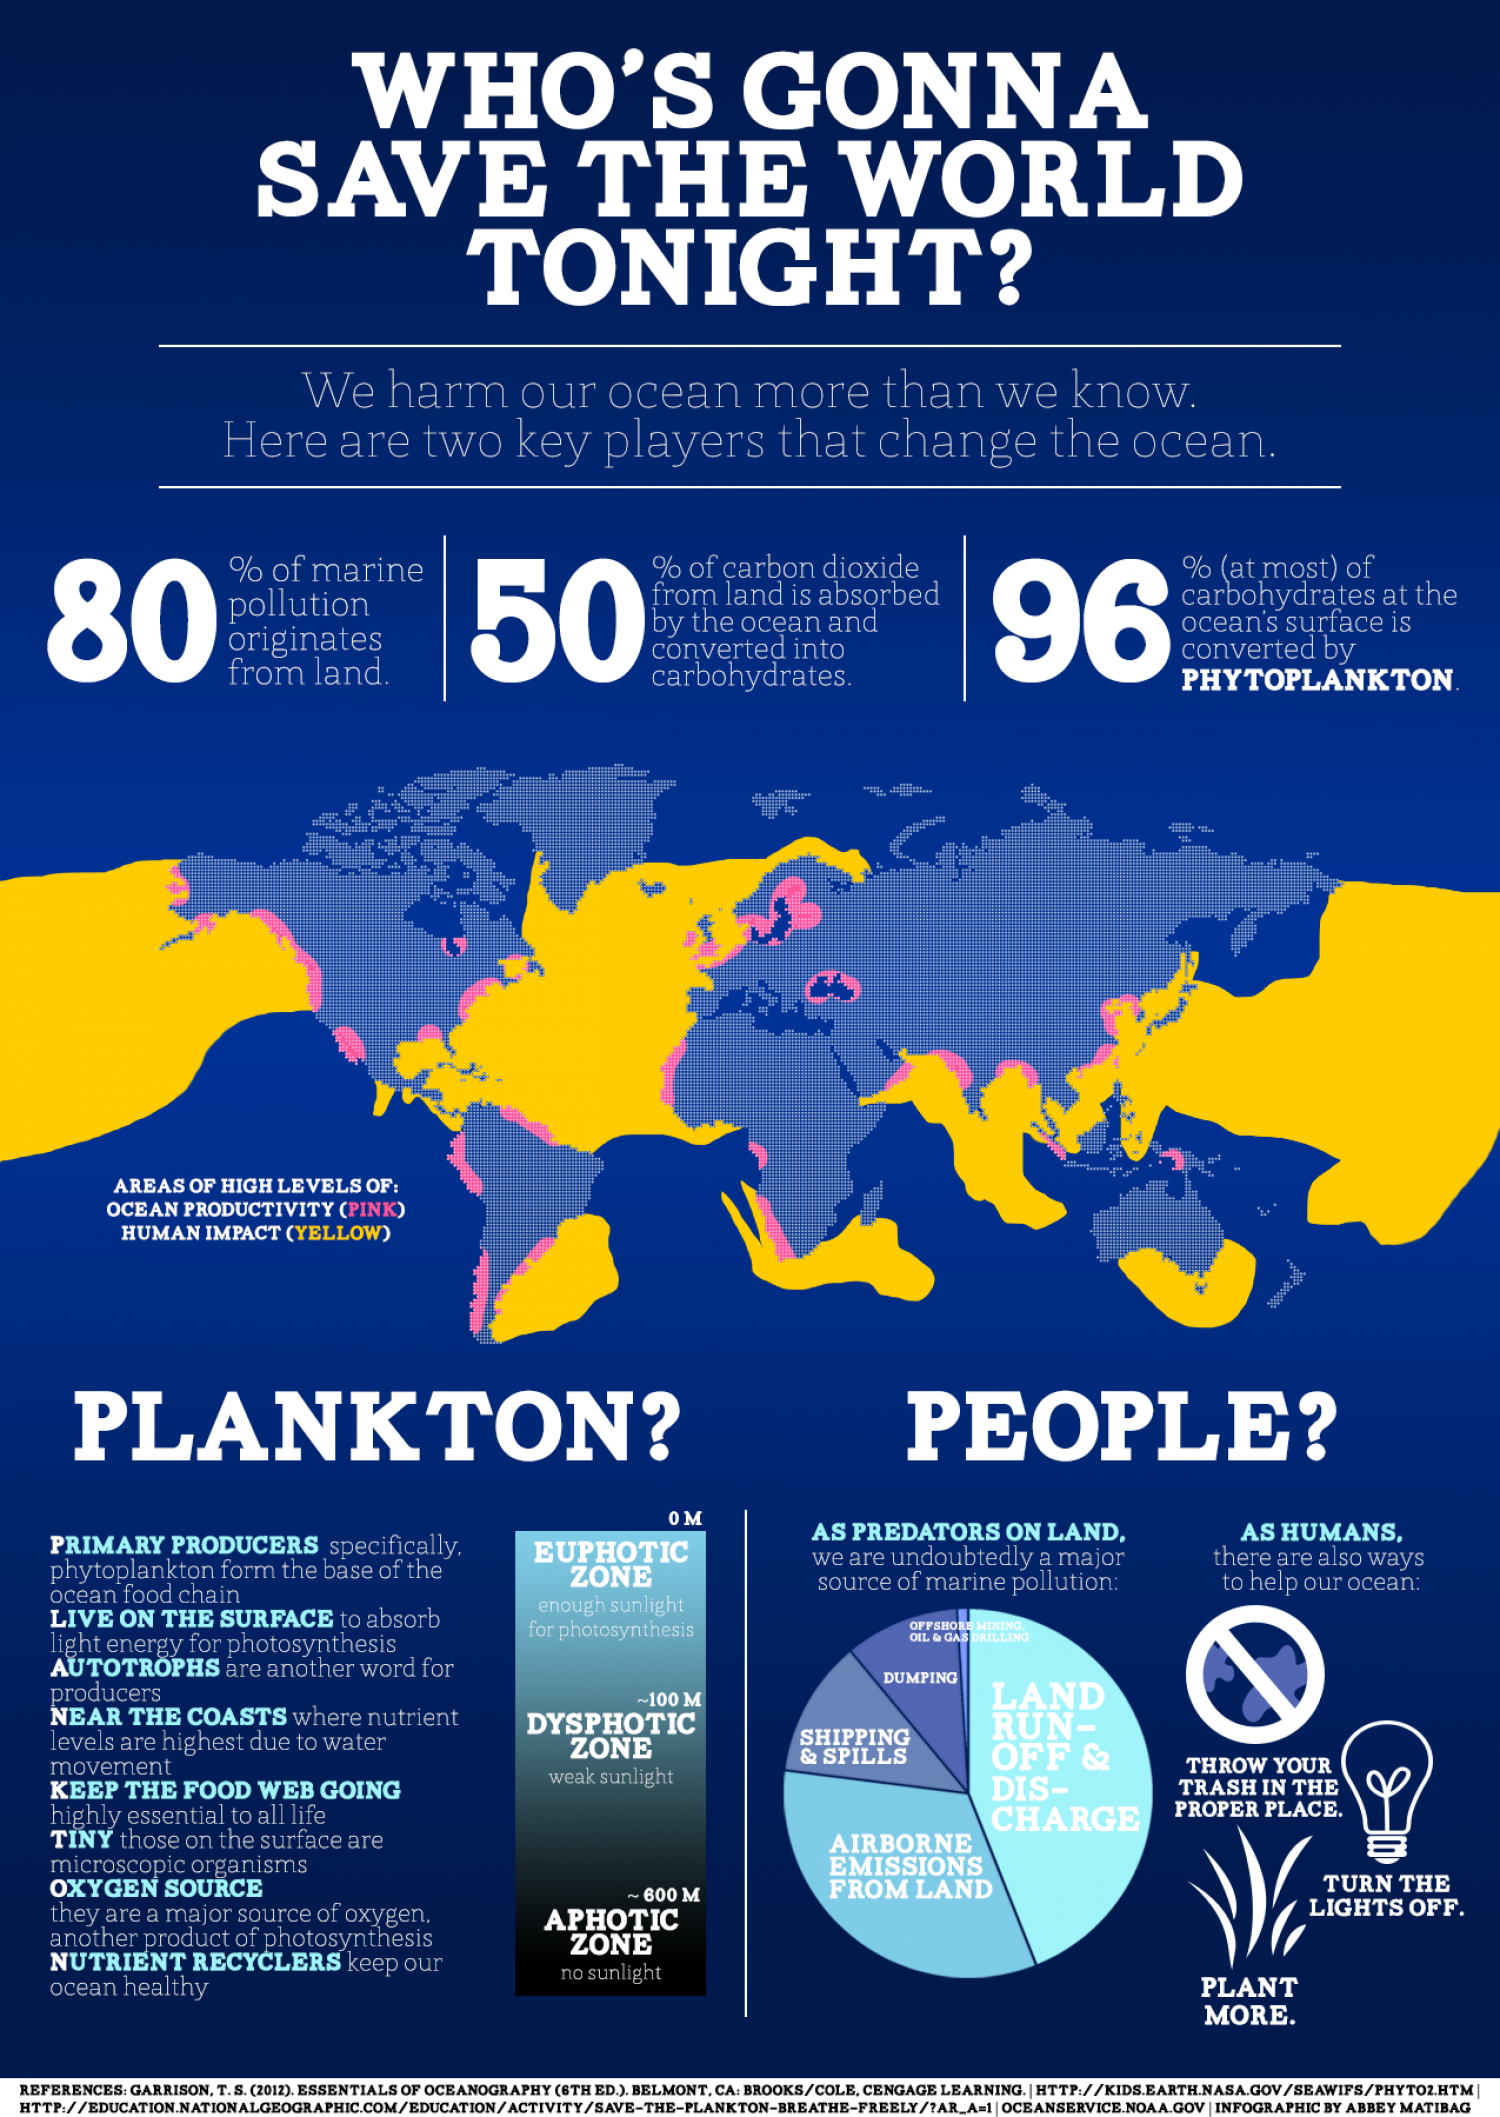 WHO'S GONNA
SAVE THE WORLD
TONIGHT?
We harm our ocean more than we know.
Here are two key players that change the ocean.
80
% of marine
pollution
originates
from land.
50
% of carbon dioxide
from land is absorbed
by the ocean and
converted into
carbohydrates.
96
% (at most) of
carbohydrates at the
ocean's surface is
converted by
PHYTOPLANKTON.
AREAS OF HIGH LEVELS OF:
OCEAN PRODUCTIVITY (PINK)
HUMAN IMPACT (YELLOW)
PLANKTON?
PRIMARY PRODUCERS specifically,
phytoplankton form the base of the
ocean food chain
LIVE ON THE SURFACE to absorb
light energy for photosynthesis
AUTOTROPHS are another word for
producers
NEAR THE COASTS where nutrient
levels are highest due to water
movement
KEEP THE FOOD WEB GOING
highly essential to all life
TINY those on the surface are
microscopic organisms
OXYGEN SOURCE
they are a major source of oxygen,
another product of photosynthesis
NUTRIENT RECYCLERS keep our
ocean healthy
0 M
EUPHOTIC
ZONE
enough sunlight
for photosynthesis
~100 M
DYSPHOTIC
ZONE
weak sunlight
~ 600 M
APHOTIC
ZONE
no sunlight
PEOPLE?
AS PREDATORS ON LAND,
we are undoubtedly a major
source of marine pollution:
OFFSHORE MINING,
OIL & GAS DRILLING
DUMPING
SHIPPING
& SPILLS
LAND
RUN-
OFF &
DIS-
CHARGE
AIRBORNE
EMISSIONS
FROM LAND
AS HUMANS,
there are also ways
to help our ocean:
THROW YOUR
TRASH IN THE
PROPER PLACE.
TURN THE
LIGHTS OFF.
PLANT
MORE.
REFERENCES: GARRISON, T. S. (2012). ESSENTIALS OF OCEANOGRAPHY (6TH ED.). BELMONT, CA: BROOKS/COLE, CENGAGE LEARNING. | HTTP://KIDS.EARTH.NASA.GOV/SEAWIFS/PHYTO2.HTM |
HTTP://EDUCATION.NATIONALGEOGRAPHIC.COM/EDUCATION/ACTIVITY/SAVE-THE-PLANKTON-BREATHE-FREELY/?AR_A=1 | OCEANSERVICE.NOAA.GOV | INFOGRAPHIC BY ABBEY MATIBAG